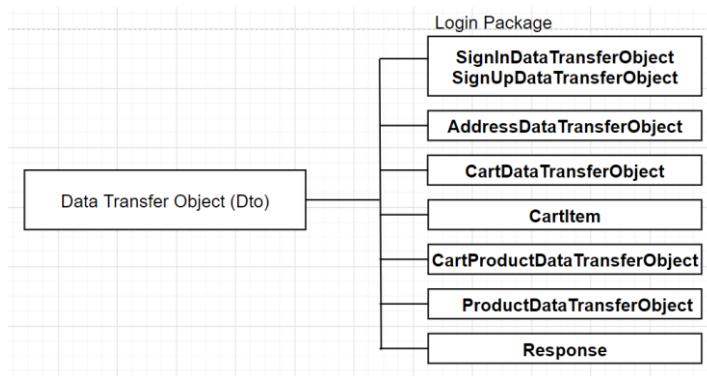 Login Package
SignInDataTransferObject
SignUpDataTransferObject
AddressDataTransferObject
CartDataTransferObject
Data Transfer Object (Dto)
CartItem
CartProductDataTransferObject
ProductDataTransferObject
Response